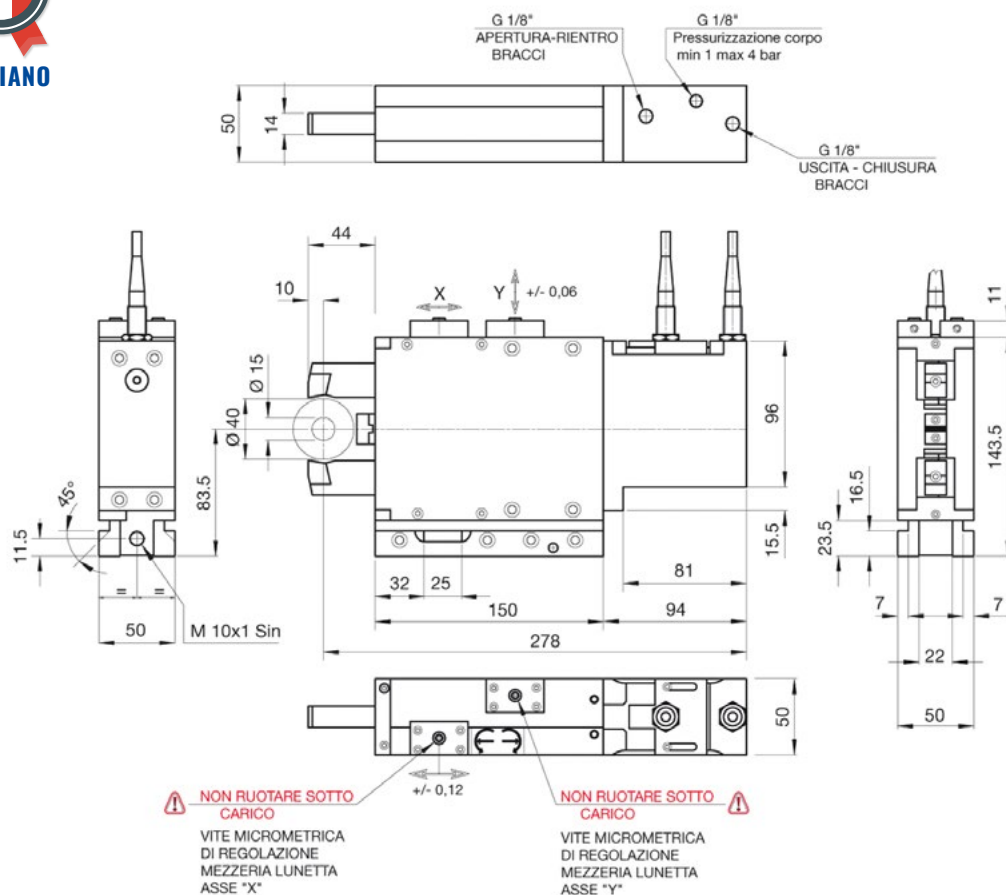 IANO
G 1/8"
APERTURA-RIENTRO
BRACCI
G 1/8"
Pressurizzazione corpo
min 1 max 4 bar
G 1/8"
USCITA - CHIUSURA
BRACCI
50
14
44
10
X
Y
+/- 0,06
Ø 15
Ø 40
83.5
45°
11.5
=
=
50
M 10x1 Sin
96
15.5
81
32
25
150
94
278
11
143.5
16.5
23.5
7
7
22
50
50
+/- 0,12
NON RUOTARE SOTTO
CARICO
VITE MICROMETRICA
DI REGOLAZIONE
MEZZERIA LUNETTA
ASSE "X"
NON RUOTARE SOTTO
CARICO
VITE MICROMETRICA
DI REGOLAZIONE
MEZZERIA LUNETTA
ASSE "Y"